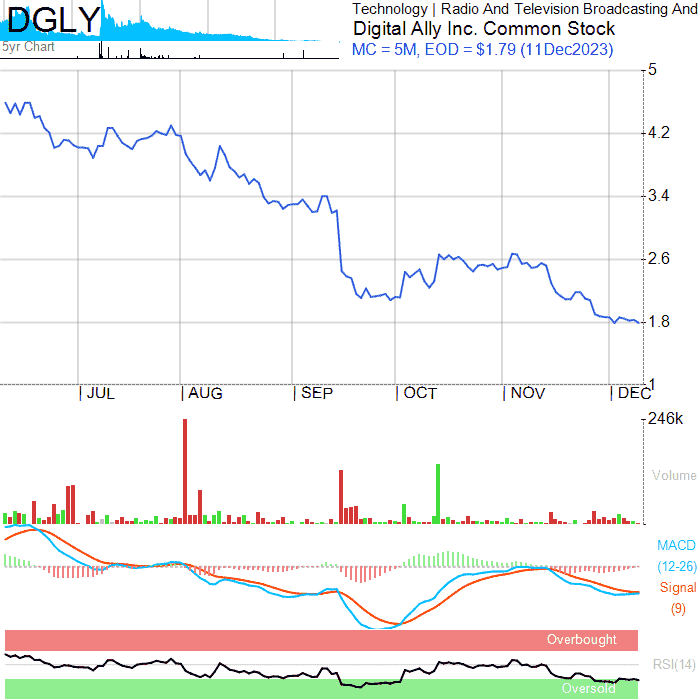 DGLY
5yr Chart
Technology | Radio And Television Broadcasting And
Digital Ally Inc. Common Stock
MC = 5M, EOD = $1.79 (11Dec2023)
5
4.2
3.4
2.6
1.8
1
JUL
AUG
SEP
OCT
NOV
DEC
246k
Volume
MACD
(12-26)
Signal
(9)
Overbought
RSI(14)
Oversold